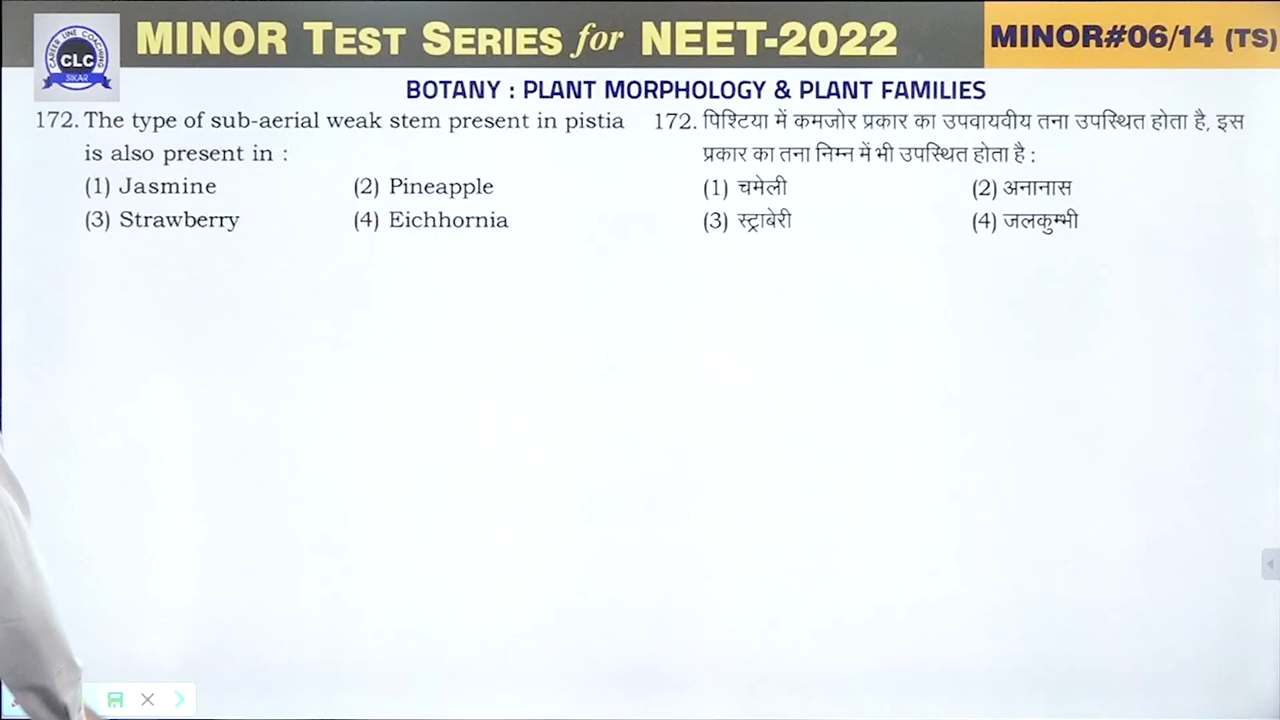 CAREER LINE COACHING
CLC
SIKAR
MINOR TEST SERIES for NEET-2022
MINOR#06/14 (TS)
BOTANY : PLANT MORPHOLOGY & PLANT FAMILIES
172. The type of sub-aerial weak stem present in pistia
is also present in :
(1) Jasmine (2) Pineapple
(3) Strawberry (4) Eichhornia
172. पिश्टिया में कमजोर प्रकार का उपवायवीय तना उपस्थित होता है, इस
प्रकार का तना निम्न में भी उपस्थित होता है :
(1) चमेली (2) अनानास
(3) स्ट्राबेरी (4) जलकुम्भी